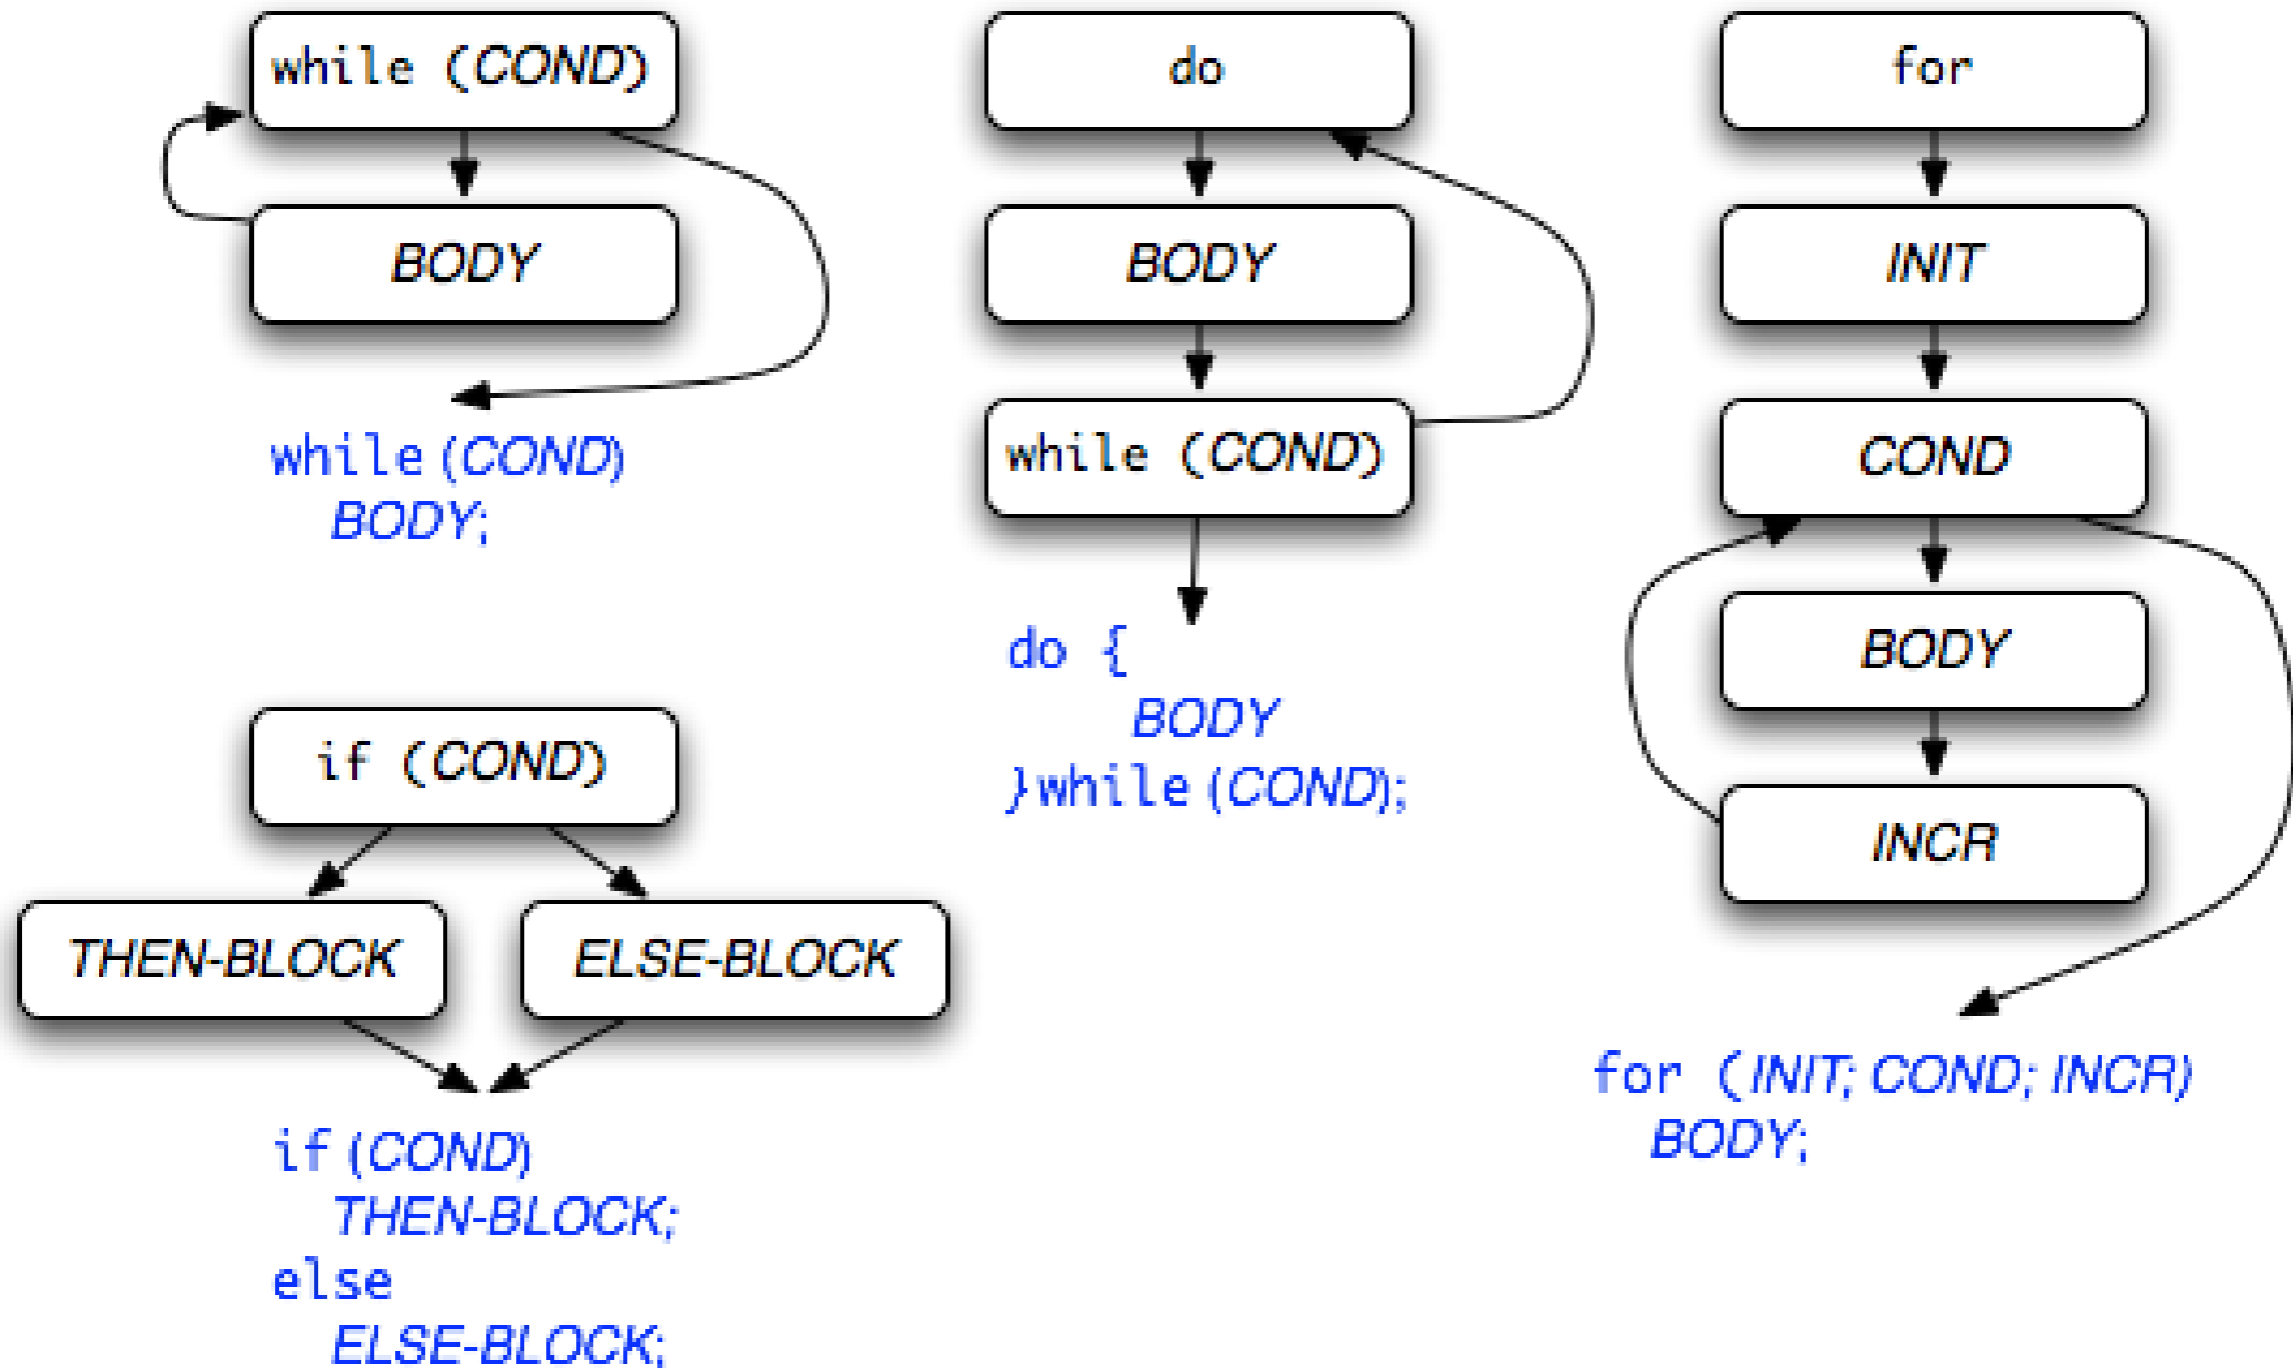 while (COND)
BODY
while (COND)
BODY;
if (COND)
THEN-BLOCK
ELSE-BLOCK
if (COND)
THEN-BLOCK;
else
ELSE-BLOCK;
do
BODY
while (COND)
do {
BODY
}while (COND);
for
INIT
COND
BODY
INCR
for (INIT; COND; INCR)
BODY;